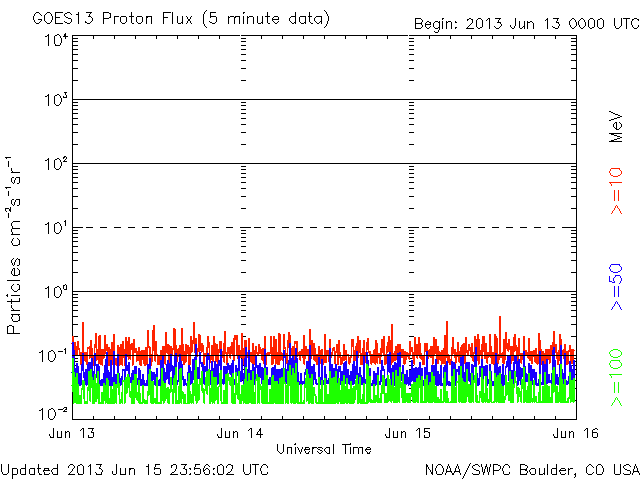 GOES13 Proton Flux (5 minute data)
Begin: 2013 Jun 13 0000 UTC
Particles cm⁻²s⁻¹sr⁻¹
10⁴
10³
10²
10¹
10⁰
10⁻¹
10⁻²
Jun 13
Jun 14
Jun 15
Jun 16
Universal Time
MeV
>=10
>=50
>=100
Updated 2013 Jun 15 23:56:02 UTC
NOAA/SWPC Boulder, CO USA